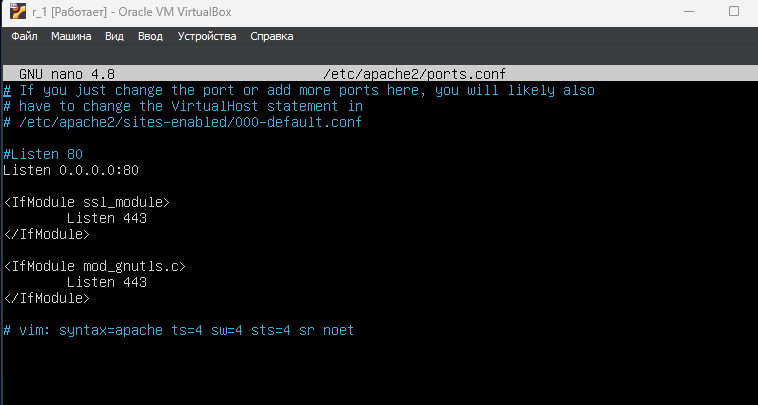 r_1 [Работает] - Oracle VM VirtualBox
Файл Машина Вид Ввод Устройства Справка
GNU nano 4.8 /etc/apache2/ports.conf
# If you just change the port or add more ports here, you will likely also
# have to change the VirtualHost statement in
# /etc/apache2/sites-enabled/000-default.conf
#Listen 80
Listen 0.0.0.0:80
<IfModule ssl_module>
Listen 443
</IfModule>
<IfModule mod_gnutls.c>
Listen 443
</IfModule>
# vim: syntax=apache ts=4 sw=4 sts=4 sr noet